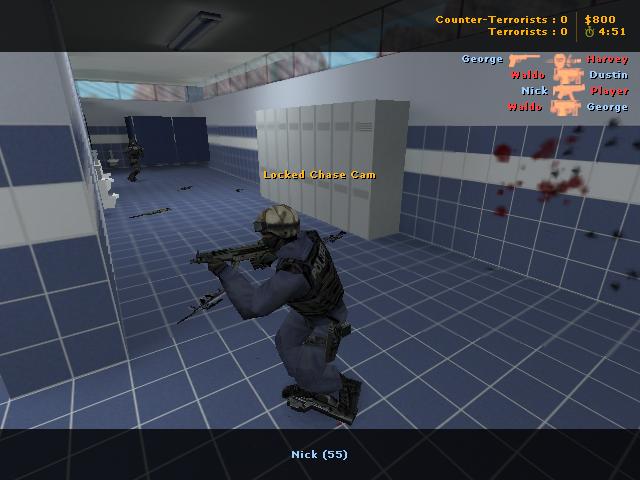 Counter-Terrorists : 0 $800
Terrorists : 0 4:51
George Harvey
Waldo Dustin
Nick Player
Waldo George
Locked Chase Cam
Nick (55)